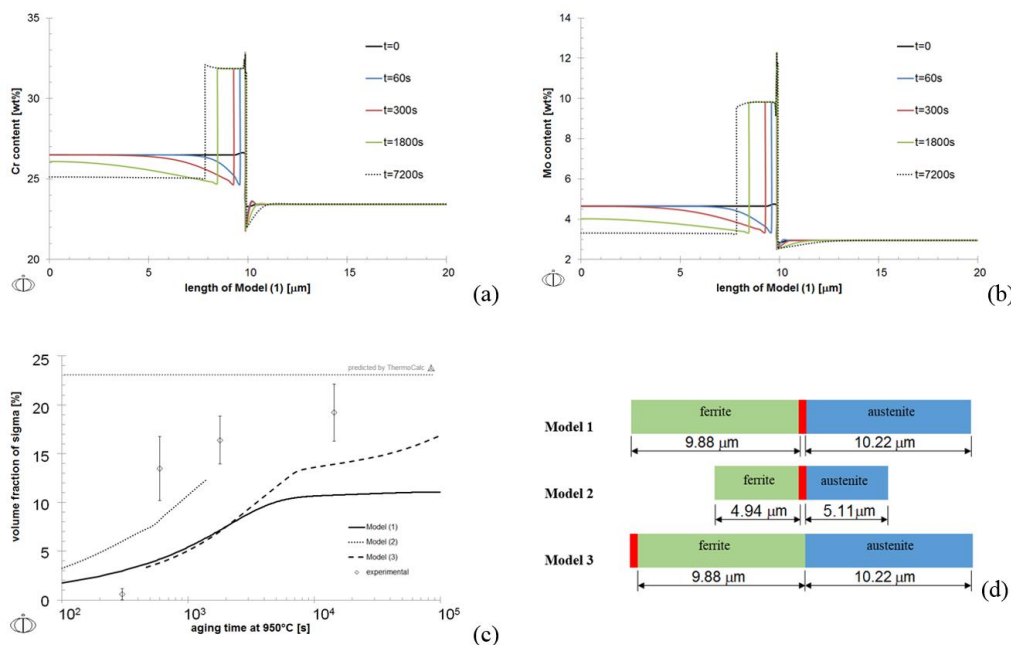 35
30
25
20
Cr content [wt%]
t=0
t=60s
t=300s
t=1800s
t=7200s
0 5 10 15 20
length of Model (1) [μm]
(a)
14
12
10
8
6
4
2
Mo content [wt%]
t=0
t=60s
t=300s
t=1800s
t=7200s
0 5 10 15 20
length of Model (1) [μm]
(b)
25
20
15
10
5
0
volume fraction of sigma [%]
predicted by ThermoCalc
Model (1)
Model (2)
Model (3)
experimental
10² 10³ 10⁴ 10⁵
aging time at 950°C [s]
(c)
Model 1
ferrite
austenite
9.88 μm
10.22 μm
Model 2
ferrite
austenite
4.94 μm
5.11 μm
Model 3
ferrite
austenite
9.88 μm
10.22 μm
(d)